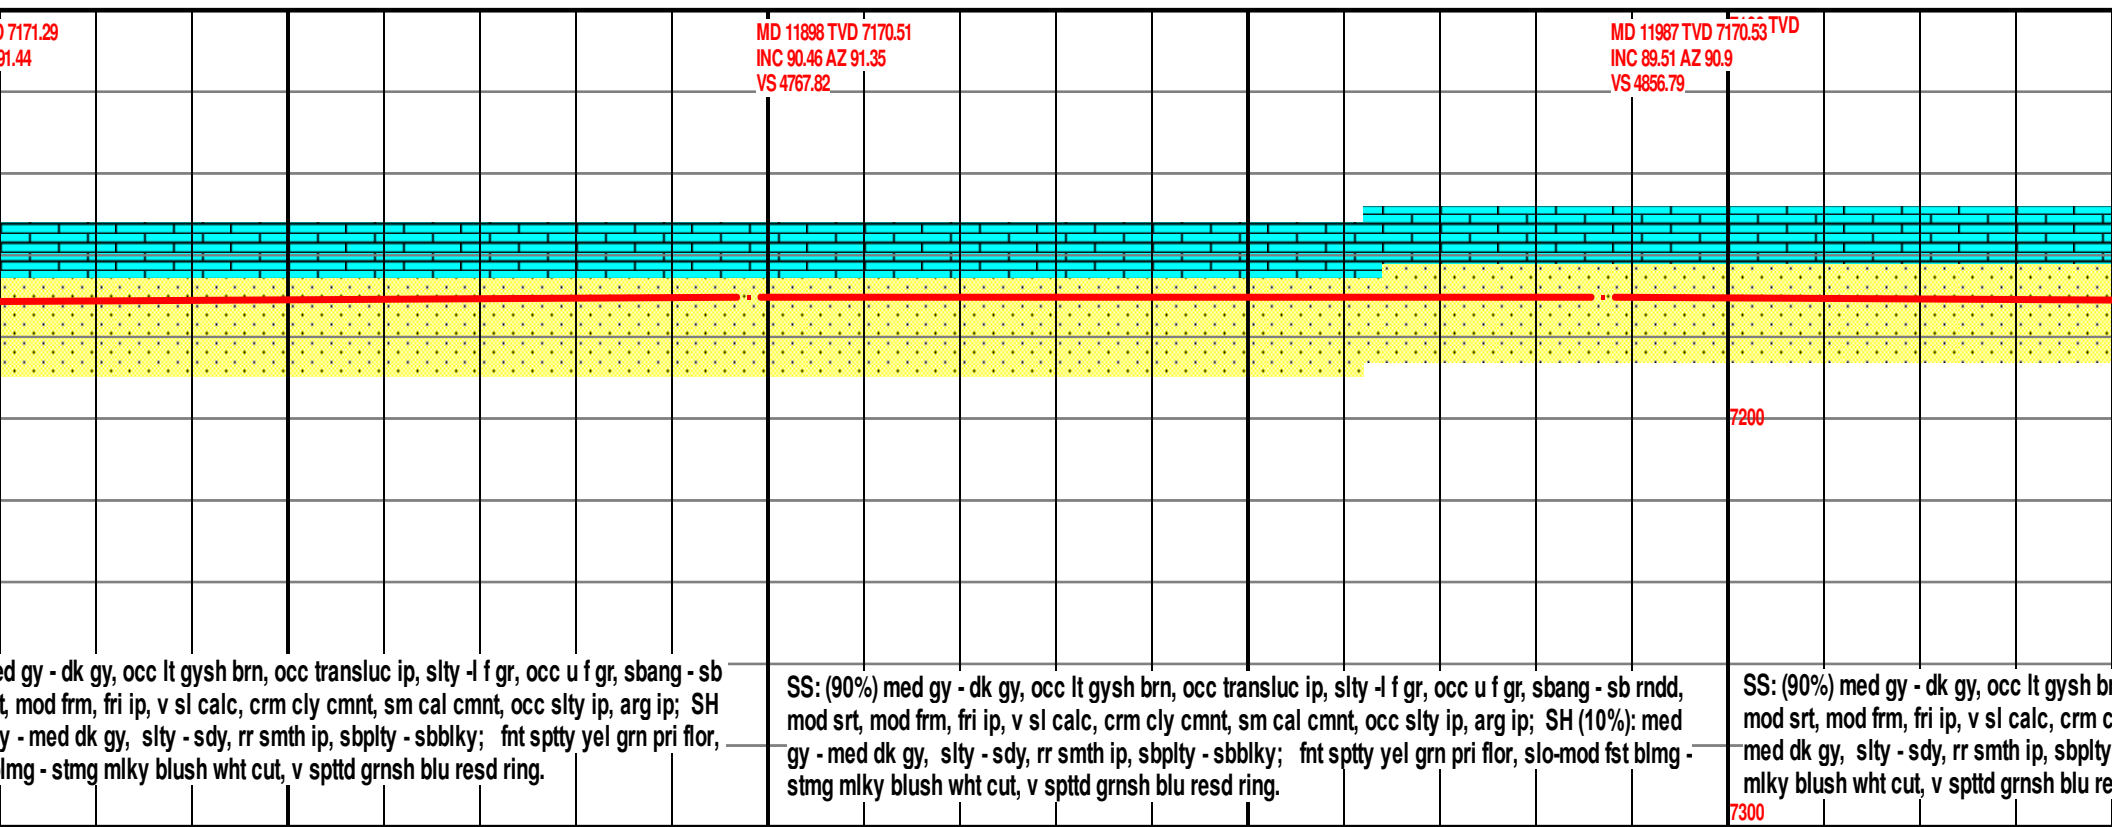 7171.29
91.44
MD 11898 TVD 7170.51
INC 90.46 AZ 91.35
VS 4767.82
MD 11987 TVD 7170.53
INC 89.51 AZ 90.9
VS 4856.79
TVD
7200
gy - dk gy, occ lt gysh brn, occ transluc ip, slty -l f gr, occ u f gr, sbang - sb
mod frm, fri ip, v sl calc, crm cly cmnt, sm cal cmnt, occ slty ip, arg ip; SH
- med dk gy, slty - sdy, rr smth ip, sbplty - sbblky; fnt sptty yel grn pri flor,
- stmg mlky blush wht cut, v spttd grnsh blu resd ring.
SS: (90%) med gy - dk gy, occ lt gysh brn, occ transluc ip, slty -l f gr, occ u f gr, sbang - sb rndd,
mod srt, mod frm, fri ip, v sl calc, crm cly cmnt, sm cal cmnt, occ slty ip, arg ip; SH (10%): med
gy - med dk gy, slty - sdy, rr smth ip, sbplty - sbblky; fnt sptty yel grn pri flor, slo-mod fst blmg -
stmg mlky blush wht cut, v spttd grnsh blu resd ring.
SS: (90%) med gy - dk gy, occ lt gysh
mod srt, mod frm, fri ip, v sl calc, crm
med dk gy, slty - sdy, rr smth ip, sbplty
mlky blush wht cut, v spttd grnsh blu
7300